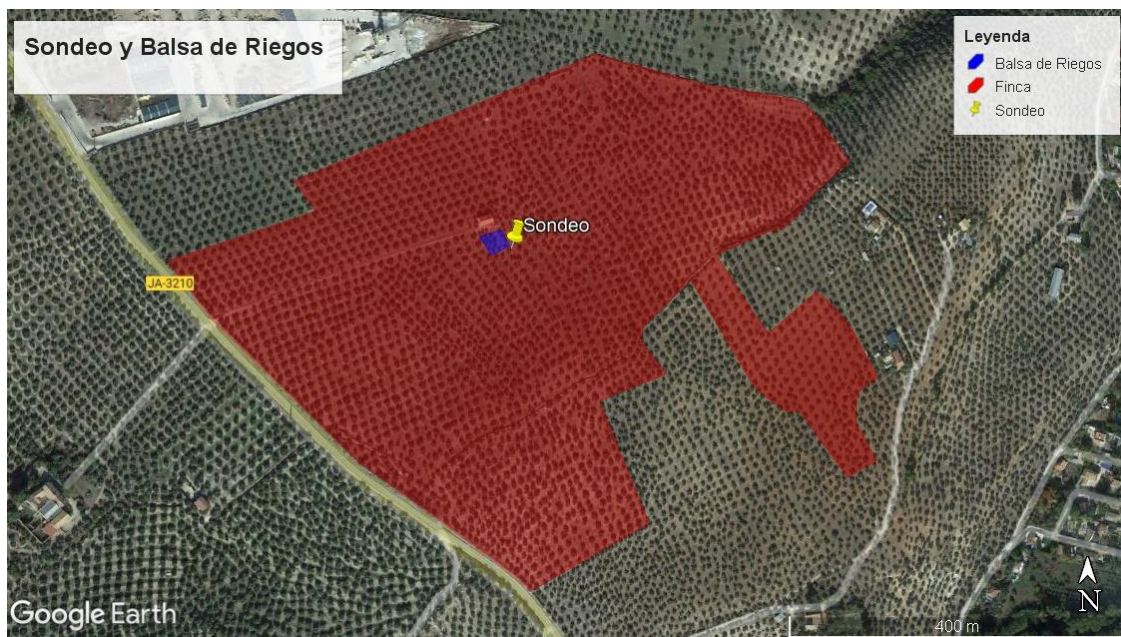 Sondeo y Balsa de Riegos
Leyenda
Balsa de Riegos
Finca
Sondeo
Sondeo
JA-3210
Google Earth
400 m
N